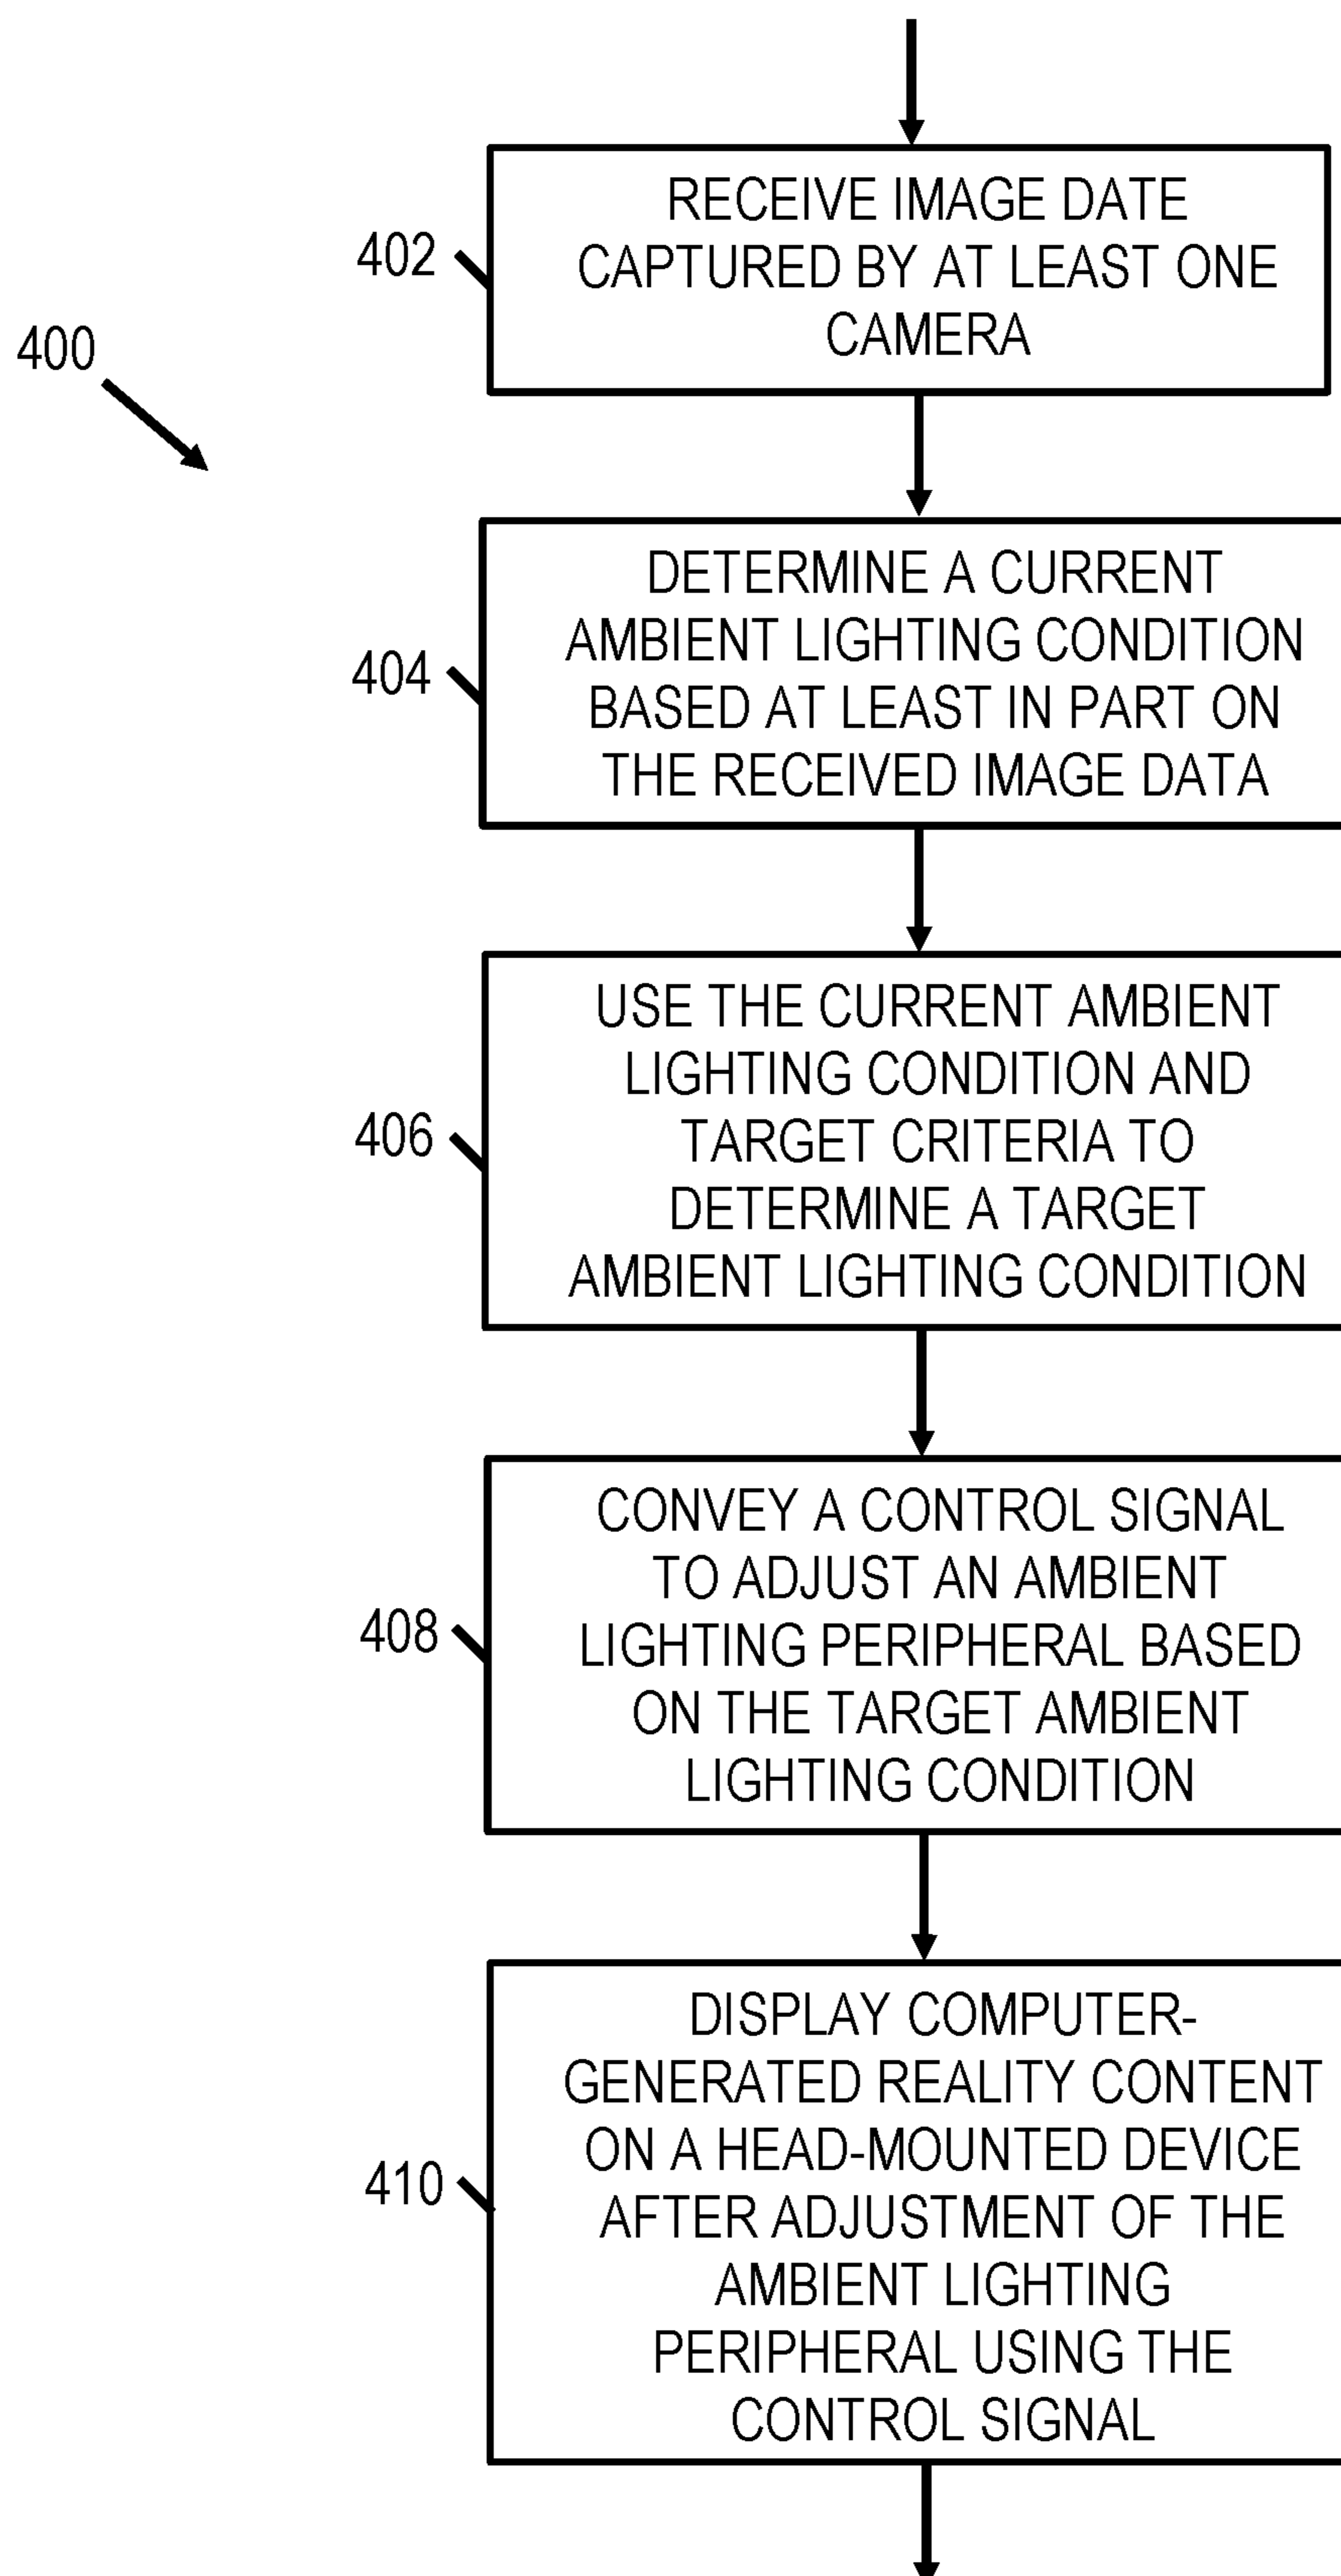 400
402
RECEIVE IMAGE DATE
CAPTURED BY AT LEAST ONE
CAMERA
404
DETERMINE A CURRENT
AMBIENT LIGHTING CONDITION
BASED AT LEAST IN PART ON
THE RECEIVED IMAGE DATA
406
USE THE CURRENT AMBIENT
LIGHTING CONDITION AND
TARGET CRITERIA TO
DETERMINE A TARGET
AMBIENT LIGHTING CONDITION
408
CONVEY A CONTROL SIGNAL
TO ADJUST AN AMBIENT
LIGHTING PERIPHERAL BASED
ON THE TARGET AMBIENT
LIGHTING CONDITION
410
DISPLAY COMPUTER-
GENERATED REALITY CONTENT
ON A HEAD-MOUNTED DEVICE
AFTER ADJUSTMENT OF THE
AMBIENT LIGHTING
PERIPHERAL USING THE
CONTROL SIGNAL